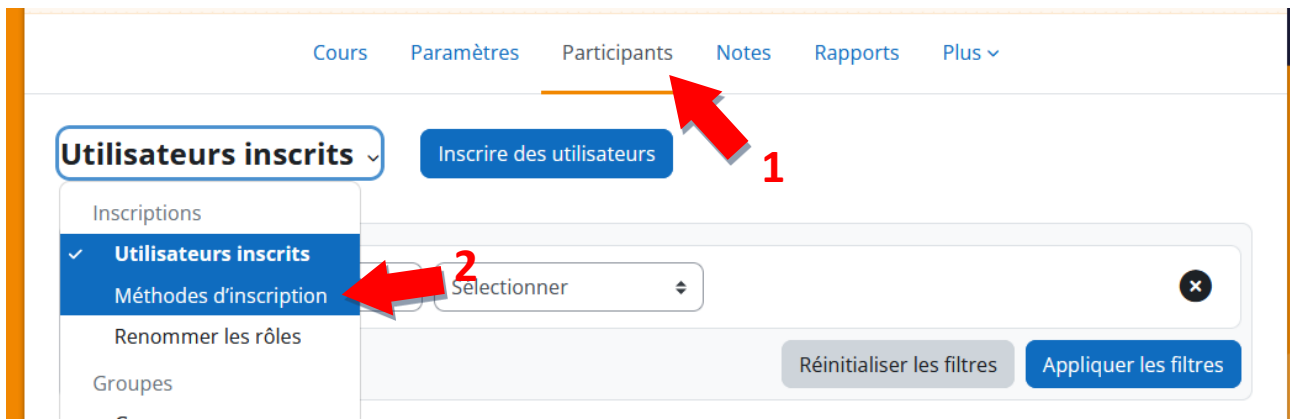 Cours Paramètres Participants Notes Rapports Plus
Utilisateurs inscrits Inscrire des utilisateurs
1
Inscriptions
Utilisateurs inscrits
2
Sélectionner
Méthodes d’inscription
Renommer les rôles
Réinitialiser les filtres Appliquer les filtres
Groupes